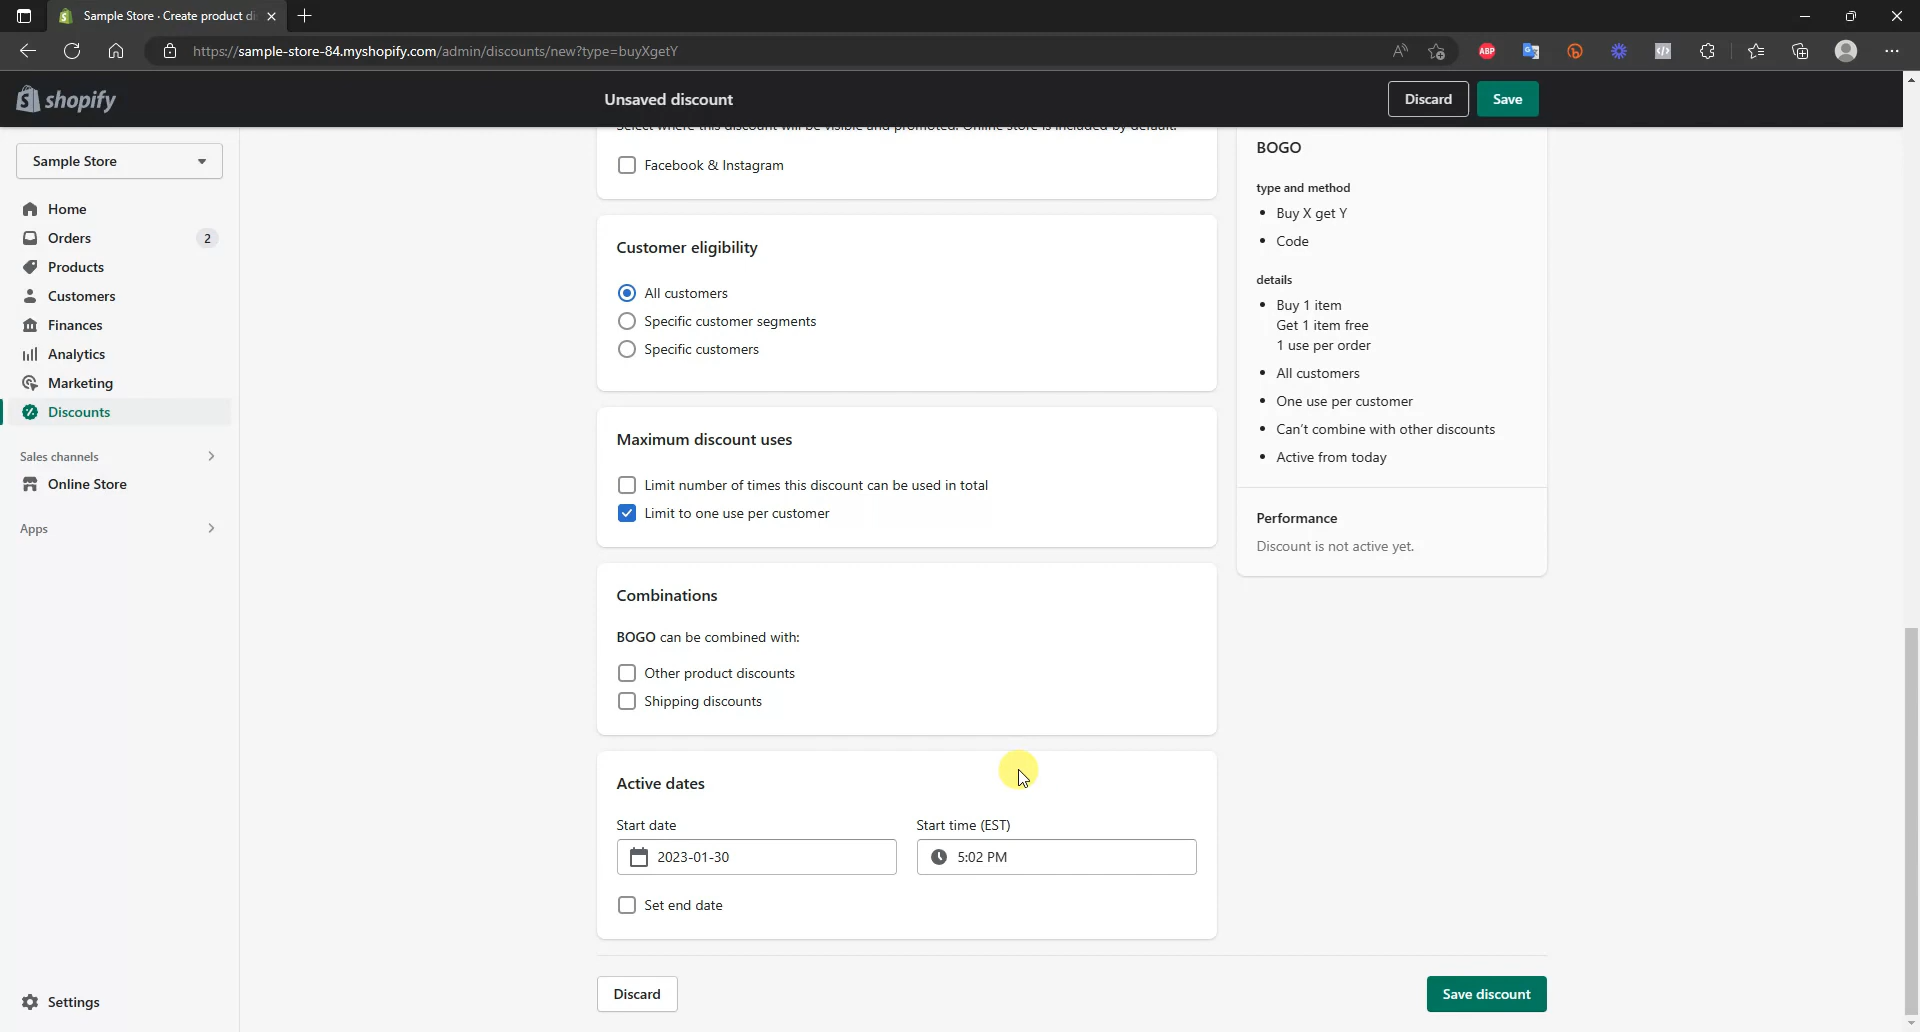 Sample Store · Create product di
https://sample-store-84.myshopify.com/admin/discounts/new?type=buyXgetY
ABP
shopify
Unsaved discount
Discard
Save
Sample Store
Home
Orders
2
Products
Customers
Finances
Analytics
Marketing
Discounts
Sales channels
Online Store
Apps
Settings
Select where this discount will be visible and promoted. Online store is included by default.
Facebook & Instagram
Customer eligibility
All customers
Specific customer segments
Specific customers
Maximum discount uses
Limit number of times this discount can be used in total
Limit to one use per customer
Combinations
BOGO can be combined with:
Other product discounts
Shipping discounts
Active dates
Start date
Start time (EST)
2023-01-30
5:02 PM
Set end date
Discard
Save discount
BOGO
type and method
Buy X get Y
Code
details
Buy 1 item
Get 1 item free
1 use per order
All customers
One use per customer
Can't combine with other discounts
Active from today
Performance
Discount is not active yet.